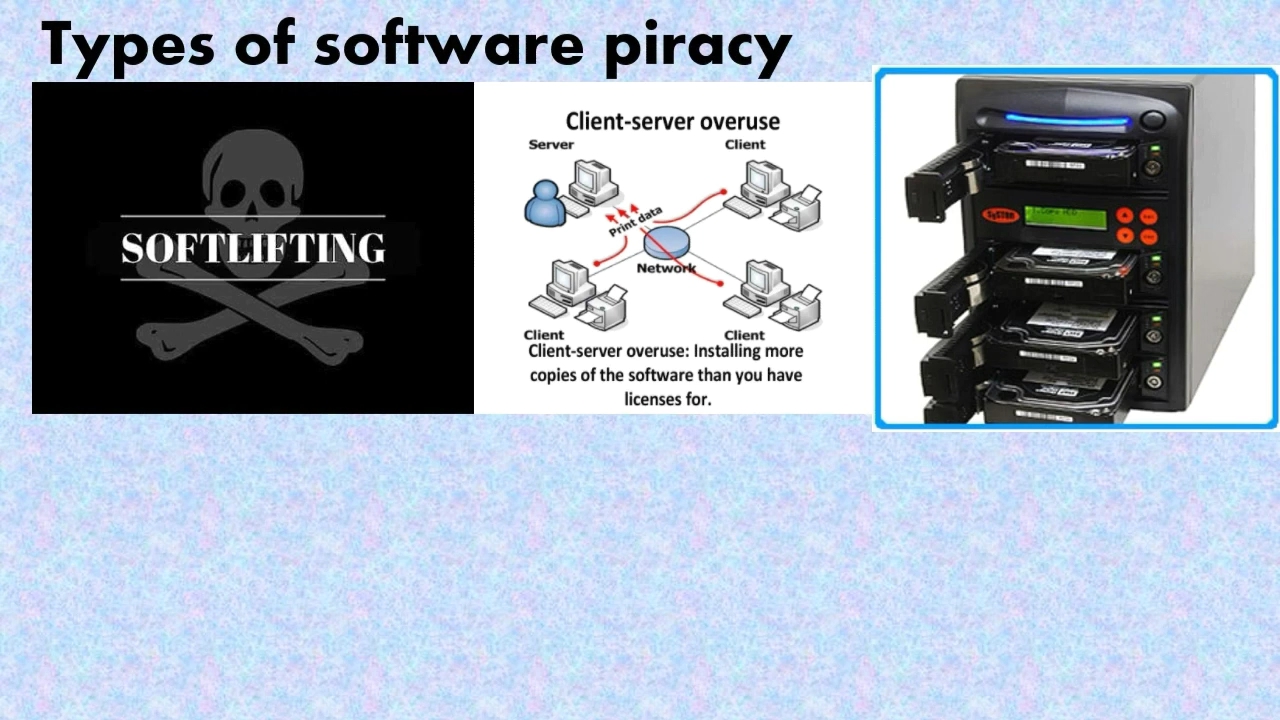 Types of software piracy
SOFTLIFTING
Client-server overuse
Server
Client
Print data
Network
Client
Client
Client-server overuse: Installing more
copies of the software than you have
licenses for.
SySTOR